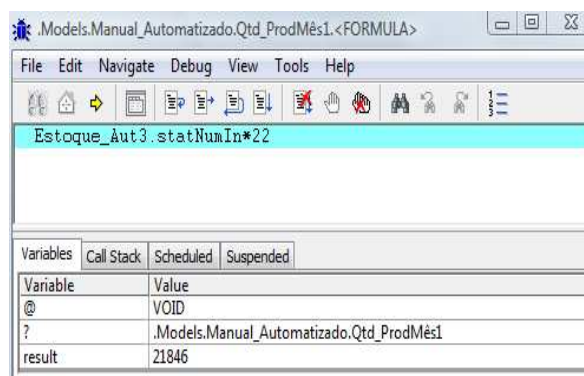 .Models.Manual_Automatizado.Qtd_ProdMês1.<FORMULA>
File Edit Navigate Debug View Tools Help
Estoque_Aut3.statNumIn*22
Variables Call Stack Scheduled Suspended
Variable Value
@ VOID
? .Models.Manual_Automatizado.Qtd_ProdMês1
result 21846